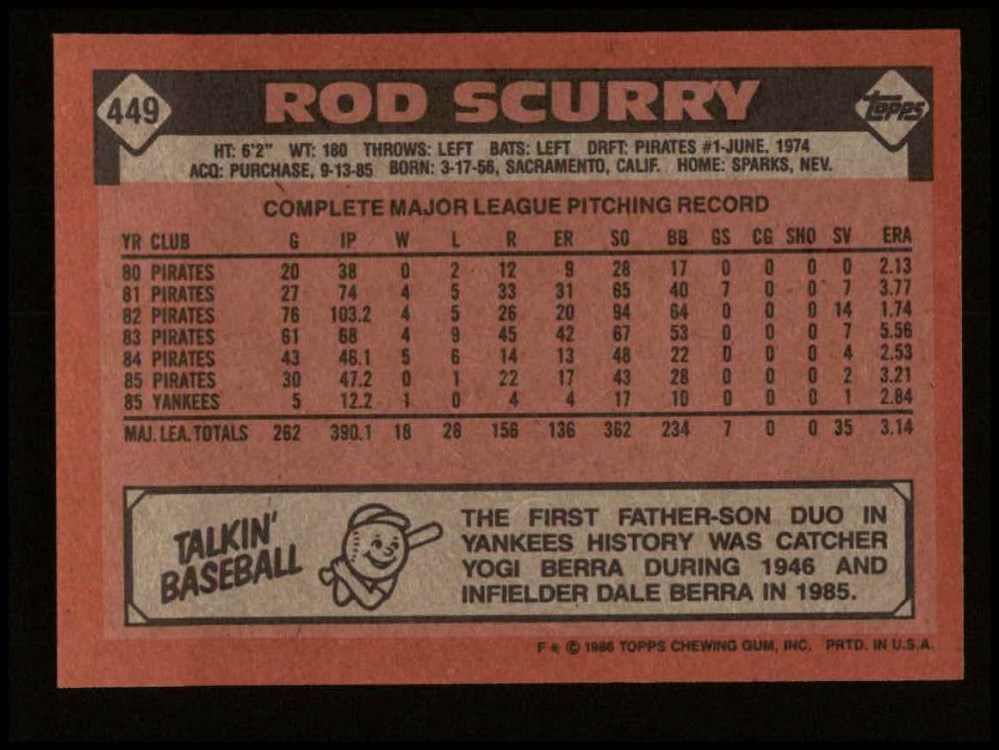 449 ROD SCURRY Topps
HT: 6'2" WT: 180 THROWS: LEFT BATS: LEFT DRFT: PIRATES #1-JUNE, 1974
ACQ: PURCHASE, 9-13-85 BORN: 3-17-56, SACRAMENTO, CALIF. HOME: SPARKS, NEV.
COMPLETE MAJOR LEAGUE PITCHING RECORD
YR CLUB G IP W L R ER SO BB GS CG SHO SV ERA
80 PIRATES 20 38 0 2 12 9 28 17 0 0 0 0 2.13
81 PIRATES 27 74 4 5 33 31 65 40 7 0 0 7 3.77
82 PIRATES 76 103.2 4 5 26 20 94 64 0 0 0 14 1.74
83 PIRATES 61 68 4 9 45 42 67 53 0 0 0 7 5.56
84 PIRATES 43 46.1 5 6 14 13 48 22 0 0 0 4 2.53
85 PIRATES 30 47.2 0 1 22 17 43 28 0 0 0 2 3.21
85 YANKEES 5 12.2 1 0 4 4 17 10 0 0 0 1 2.84
MAJ. LEA. TOTALS 262 390.1 18 28 156 136 362 234 7 0 0 35 3.14
TALKIN'
BASEBALL
THE FIRST FATHER-SON DUO IN
YANKEES HISTORY WAS CATCHER
YOGI BERRA DURING 1946 AND
INFIELDER DALE BERRA IN 1985.
F * © 1986 TOPPS CHEWING GUM, INC. PRTD. IN U.S.A.